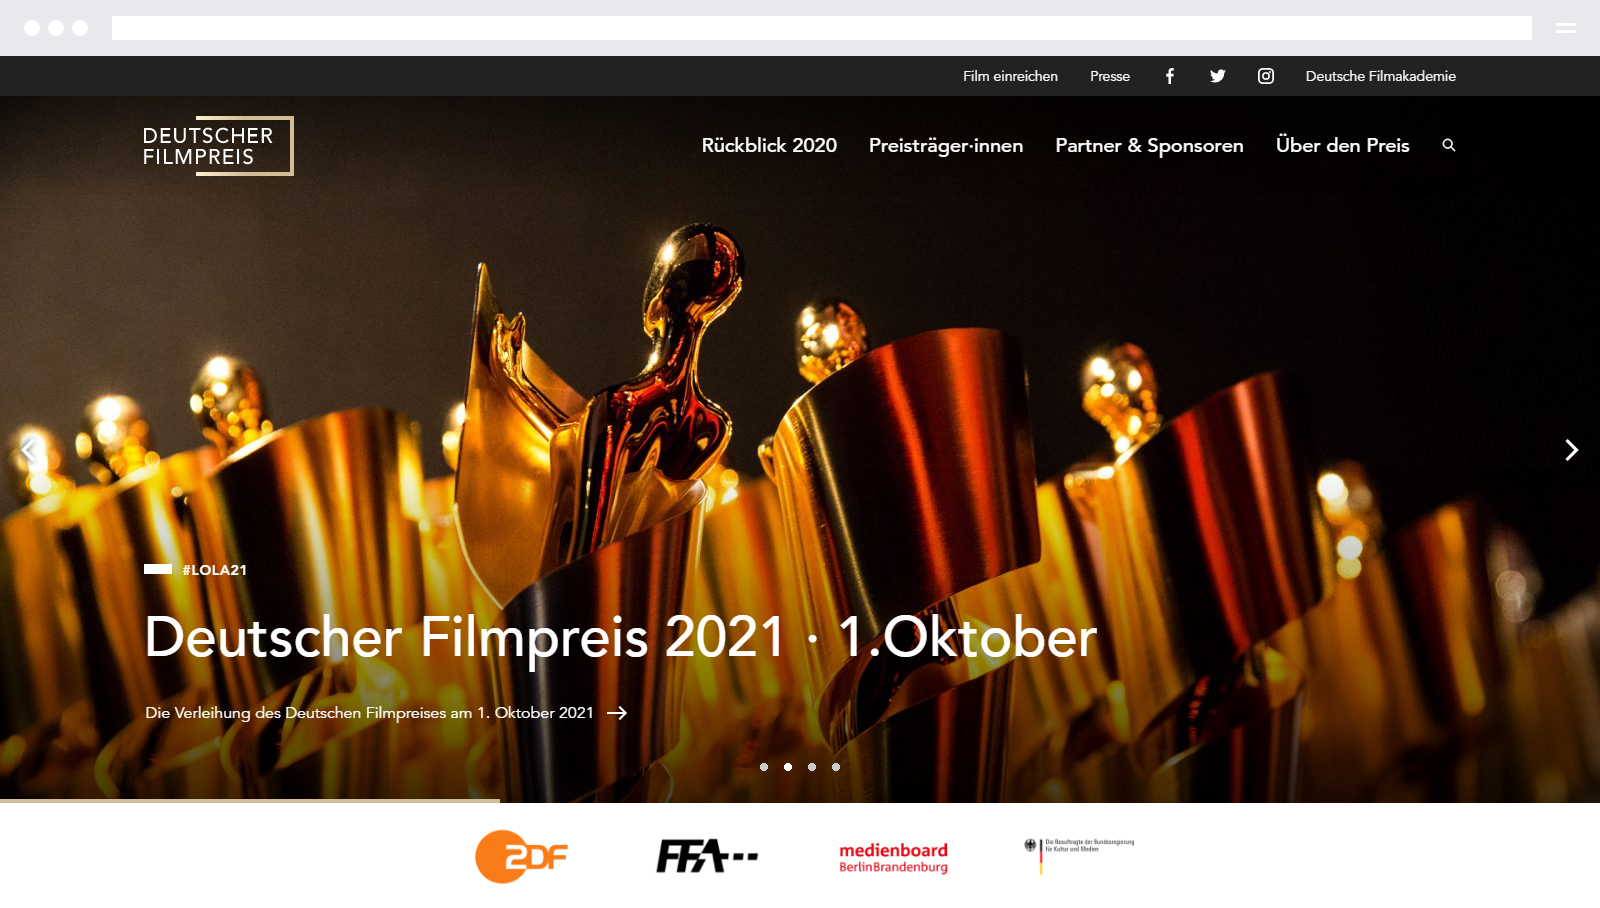 Film einreichen
Presse
Deutsche Filmakademie
DEUTSCHER
FILMPREIS
Rückblick 2020
Preisträger·innen
Partner & Sponsoren
Über den Preis
#LOLA21
Deutscher Filmpreis 2021 · 1.Oktober
Die Verleihung des Deutschen Filmpreises am 1. Oktober 2021
ZDF
FFA
medienboard
BerlinBrandenburg
Die Beauftragte der Bundesregierung
für Kultur und Medien